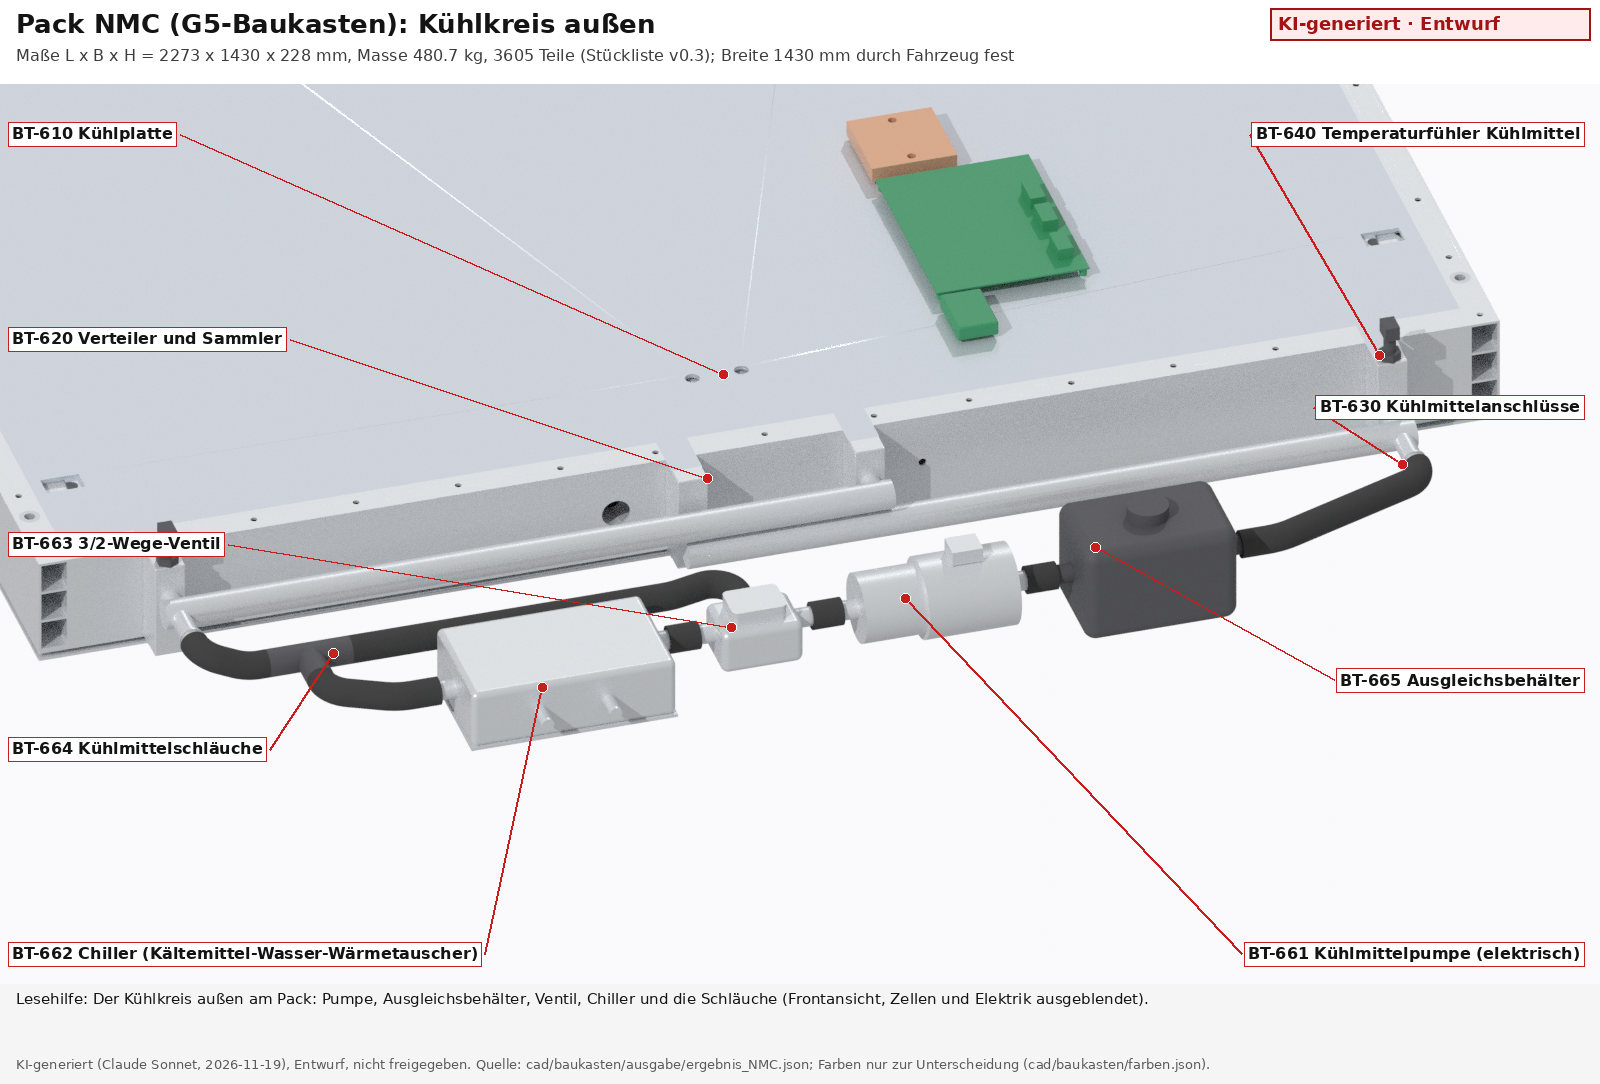 Pack NMC (G5-Baukasten): Kühlkreis außen
KI-generiert · Entwurf
Maße L x B x H = 2273 x 1430 x 228 mm, Masse 480.7 kg, 3605 Teile (Stückliste v0.3); Breite 1430 mm durch Fahrzeug fest
BT-610 Kühlplatte
BT-640 Temperaturfühler Kühlmittel
BT-620 Verteiler und Sammler
BT-630 Kühlmittelanschlüsse
BT-663 3/2-Wege-Ventil
BT-665 Ausgleichsbehälter
BT-664 Kühlmittelschläuche
BT-662 Chiller (Kältemittel-Wasser-Wärmetauscher)
BT-661 Kühlmittelpumpe (elektrisch)
Lesehilfe: Der Kühlkreis außen am Pack: Pumpe, Ausgleichsbehälter, Ventil, Chiller und die Schläuche (Frontansicht, Zellen und Elektrik ausgeblendet).
KI-generiert (Claude Sonnet, 2026-11-19), Entwurf, nicht freigegeben. Quelle: cad/baukasten/ausgabe/ergebnis_NMC.json; Farben nur zur Unterscheidung (cad/baukasten/farben.json).